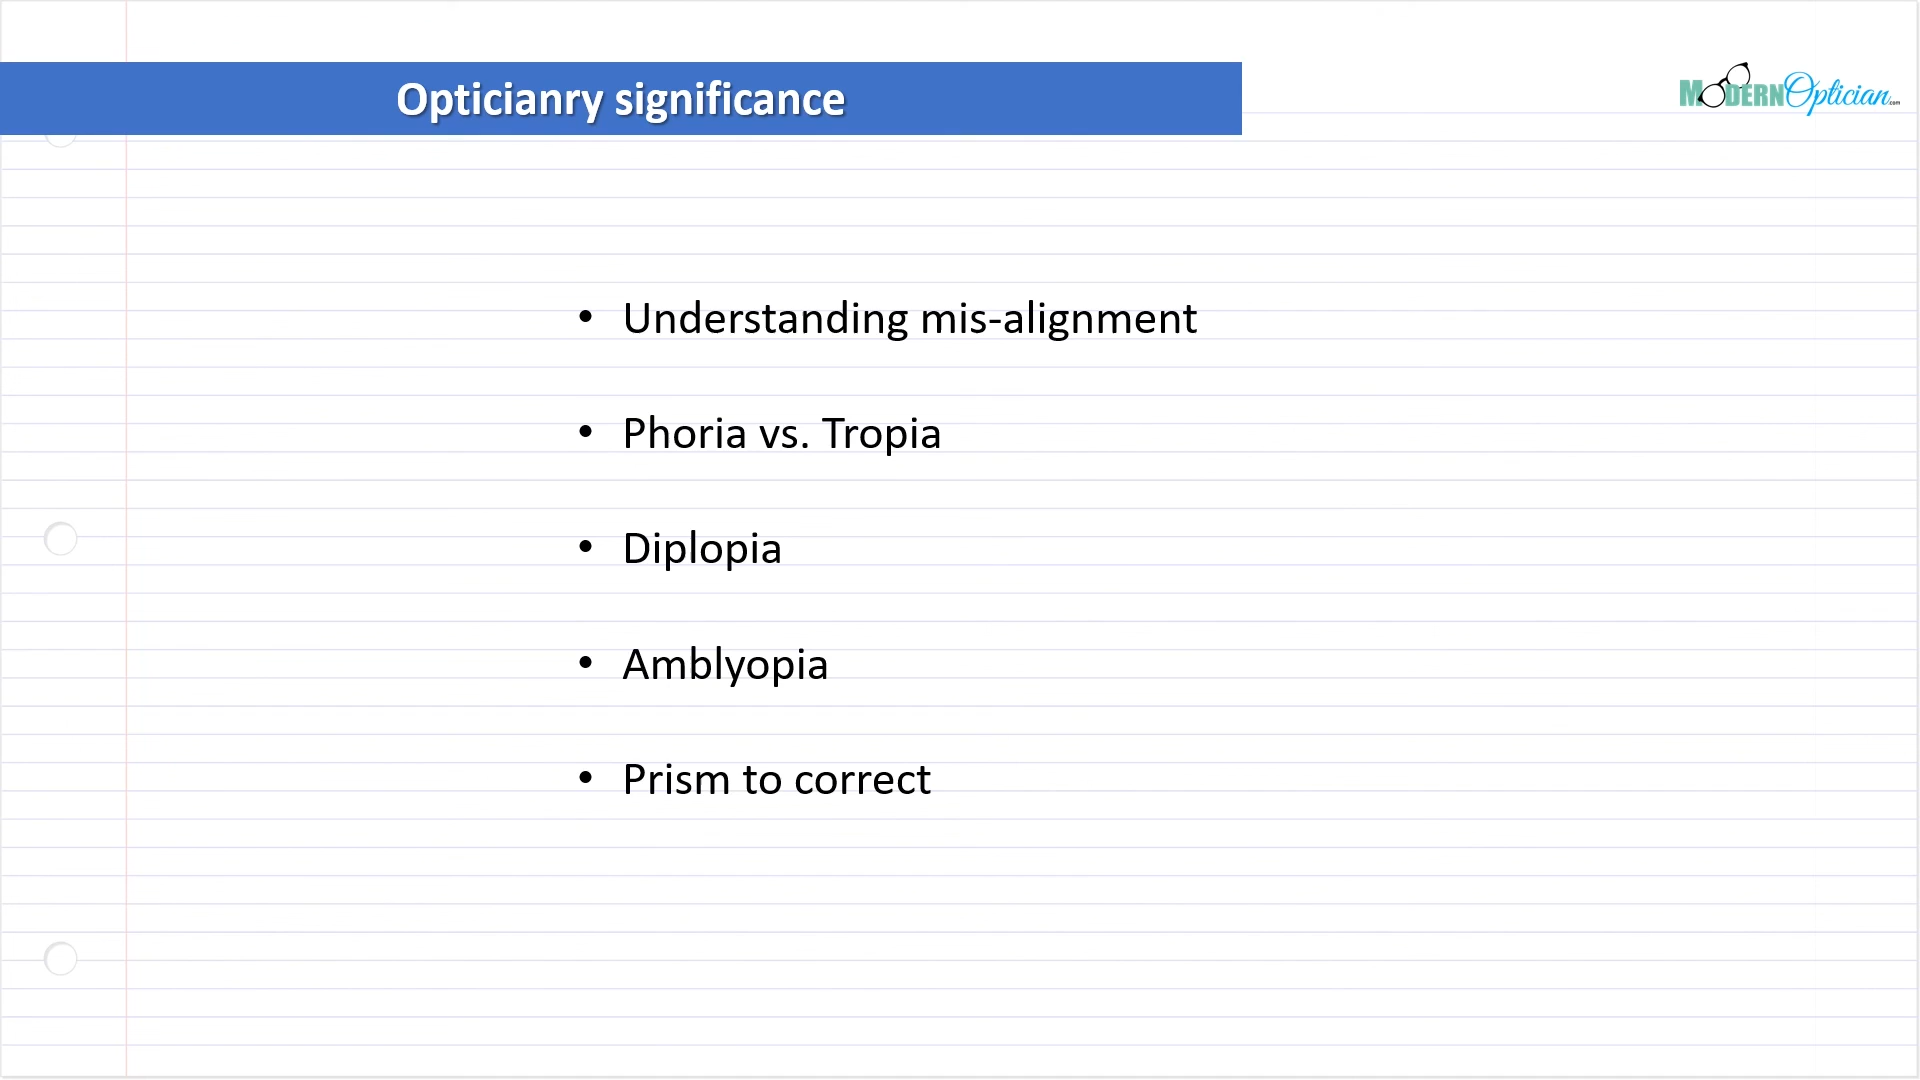 Opticianry significance
MODERNOptician.com
• Understanding mis-alignment
• Phoria vs. Tropia
• Diplopia
• Amblyopia
• Prism to correct